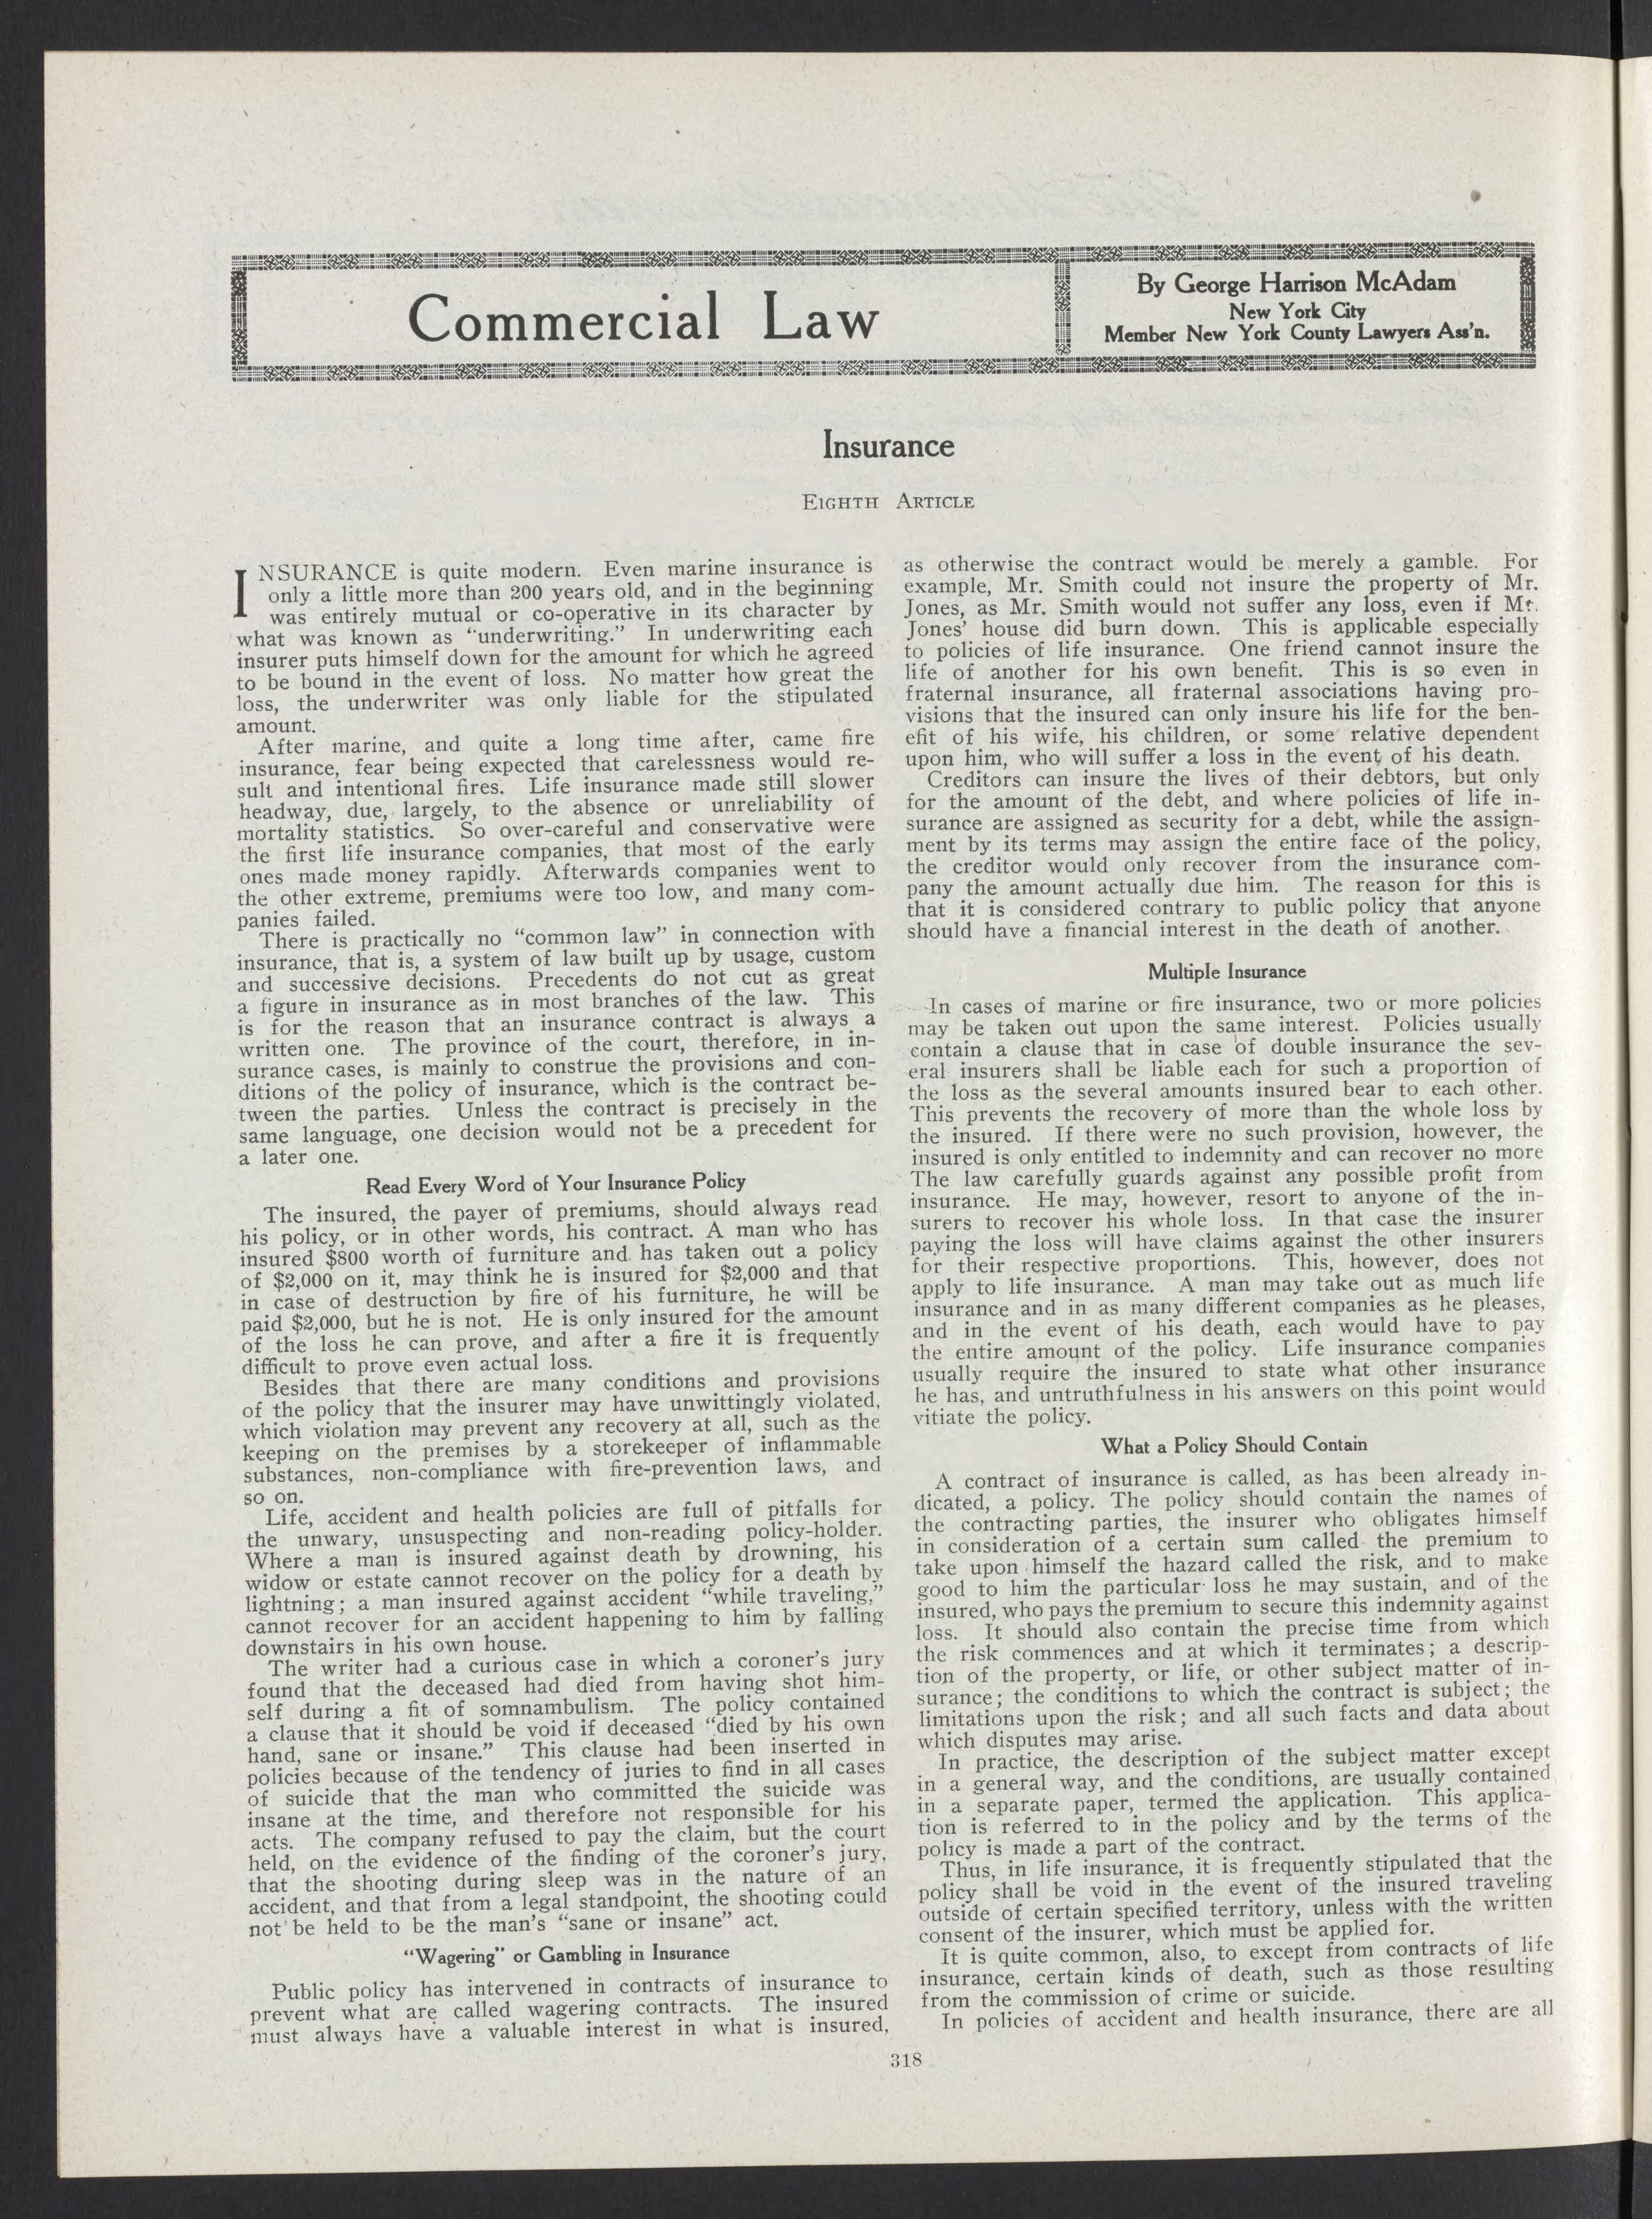 Commercial Law
By George Harrison McAdam
New York City
Member New York County Lawyers Ass'n.
Insurance
EIGHTH ARTICLE
INSURANCE is quite modern. Even marine insurance is
only a little more than 200 years old, and in the beginning
was entirely mutual or co-operative in its character by
what was known as "underwriting." In underwriting each
insurer puts himself down for the amount for which he agreed
to be bound in the event of loss. No matter how great the
loss, the underwriter was only liable for the stipulated
amount.
After marine, and quite a long time after, came fire
insurance, fear being expected that carelessness would re-
sult and intentional fires. Life insurance made still slower
headway, due, largely, to the absence or unreliability of
mortality statistics. So over-careful and conservative were
the first life insurance companies, that most of the early
ones made money rapidly. Afterwards companies went to
the other extreme, premiums were too low, and many com-
panies failed.
There is practically no "common law" in connection with
insurance, that is, a system of law built up by usage, custom
and successive decisions. Precedents do not cut as great
a figure in insurance as in most branches of the law. This
is for the reason that an insurance contract is always a
written one. The province of the court, therefore, in in-
surance cases, is mainly to construe the provisions and con-
ditions of the policy of insurance, which is the contract be-
tween the parties. Unless the contract is precisely in the
same language, one decision would not be a precedent for
a later one.
Read Every Word of Your Insurance Policy
The insured, the payer of premiums, should always read
his policy, or in other words, his contract. A man who has
insured $800 worth of furniture and has taken out a policy
of $2,000 on it, may think he is insured for $2,000 and that
in case of destruction by fire of his furniture, he will be
paid $2,000, but he is not. He is only insured for the amount
of the loss he can prove, and after a fire it is frequently
difficult to prove even actual loss.
Besides that there are many conditions and provisions
of the policy that the insurer may have unwittingly violated,
which violation may prevent any recovery at all, such as the
keeping on the premises by a storekeeper of inflammable
substances, non-compliance with fire-prevention laws, and
so on.
Life, accident and health policies are full of pitfalls for
the unwary, unsuspecting and non-reading policy-holder.
Where a man is insured against death by drowning, his
widow or estate cannot recover on the policy for a death by
lightning; a man insured against accident "while traveling,"
cannot recover for an accident happening to him by falling
downstairs in his own house.
The writer had a curious case in which a coroner's jury
found that the deceased had died from having shot him-
self during a fit of somnambulism. The policy contained
a clause that it should be void if deceased "died by his own
hand, sane or insane." This clause had been inserted in
policies because of the tendency of juries to find in all cases
of suicide that the man who committed the suicide was
insane at the time, and therefore not responsible for his
acts. The company refused to pay the claim, but the court
held, on the evidence of the finding of the coroner's jury,
that the shooting during sleep was in the nature of an
accident, and that from a legal standpoint, the shooting could
not be held to be the man's "sane or insane" act.
"Wagering" or Gambling in Insurance
Public policy has intervened in contracts of insurance to
prevent what are called wagering contracts. The insured
must always have a valuable interest in what is insured,
as otherwise the contract would be merely a gamble. For
example, Mr. Smith could not insure the property of Mr.
Jones, as Mr. Smith would not suffer any loss, even if Mr.
Jones' house did burn down. This is applicable especially
to policies of life insurance. One friend cannot insure the
life of another for his own benefit. This is so even in
fraternal insurance, all fraternal associations having pro-
visions that the insured can only insure his life for the ben-
efit of his wife, his children, or some relative dependent
upon him, who will suffer a loss in the event of his death.
Creditors can insure the lives of their debtors, but only
for the amount of the debt, and where policies of life in-
surance are assigned as security for a debt, while the assign-
ment by its terms may assign the entire face of the policy,
the creditor would only recover from the insurance com-
pany the amount actually due him. The reason for this is
that it is considered contrary to public policy that anyone
should have a financial interest in the death of another.
Multiple Insurance
In cases of marine or fire insurance, two or more policies
may be taken out upon the same interest. Policies usually
contain a clause that in case of double insurance the sev-
eral insurers shall be liable each for such a proportion of
the loss as the several amounts insured bear to each other.
This prevents the recovery of more than the whole loss by
the insured. If there were no such provision, however, the
insured is only entitled to indemnity and can recover no more
The law carefully guards against any possible profit from
insurance. He may, however, resort to anyone of the in-
surers to recover his whole loss. In that case the insurer
paying the loss will have claims against the other insurers
for their respective proportions. This, however, does not
apply to life insurance. A man may take out as much life
insurance and in as many different companies as he pleases,
and in the event of his death, each would have to pay
the entire amount of the policy. Life insurance companies
usually require the insured to state what other insurance
he has, and untruthfulness in his answers on this point would
vitiate the policy.
What a Policy Should Contain
A contract of insurance is called, as has been already in-
dicated, a policy. The policy should contain the names of
the contracting parties, the insurer who obligates himself
in consideration of a certain sum called the premium to
take upon himself the hazard called the risk, and to make
good to him the particular loss he may sustain, and of the
insured, who pays the premium to secure this indemnity against
loss. It should also contain the precise time from which
the risk commences and at which it terminates; a descrip-
tion of the property, or life, or other subject matter of in-
surance; the conditions to which the contract is subject; the
limitations upon the risk; and all such facts and data about
which disputes may arise.
In practice, the description of the subject matter except
in a general way, and the conditions, are usually contained
in a separate paper, termed the application. This applica-
tion is referred to in the policy and by the terms of the
policy is made a part of the contract.
Thus, in life insurance, it is frequently stipulated that the
policy shall be void in the event of the insured traveling
outside of certain specified territory, unless with the written
consent of the insurer, which must be applied for.
It is quite common, also, to except from contracts of life
insurance, certain kinds of death, such as those resulting
from the commission of crime or suicide.
In policies of accident and health insurance, there are all
318